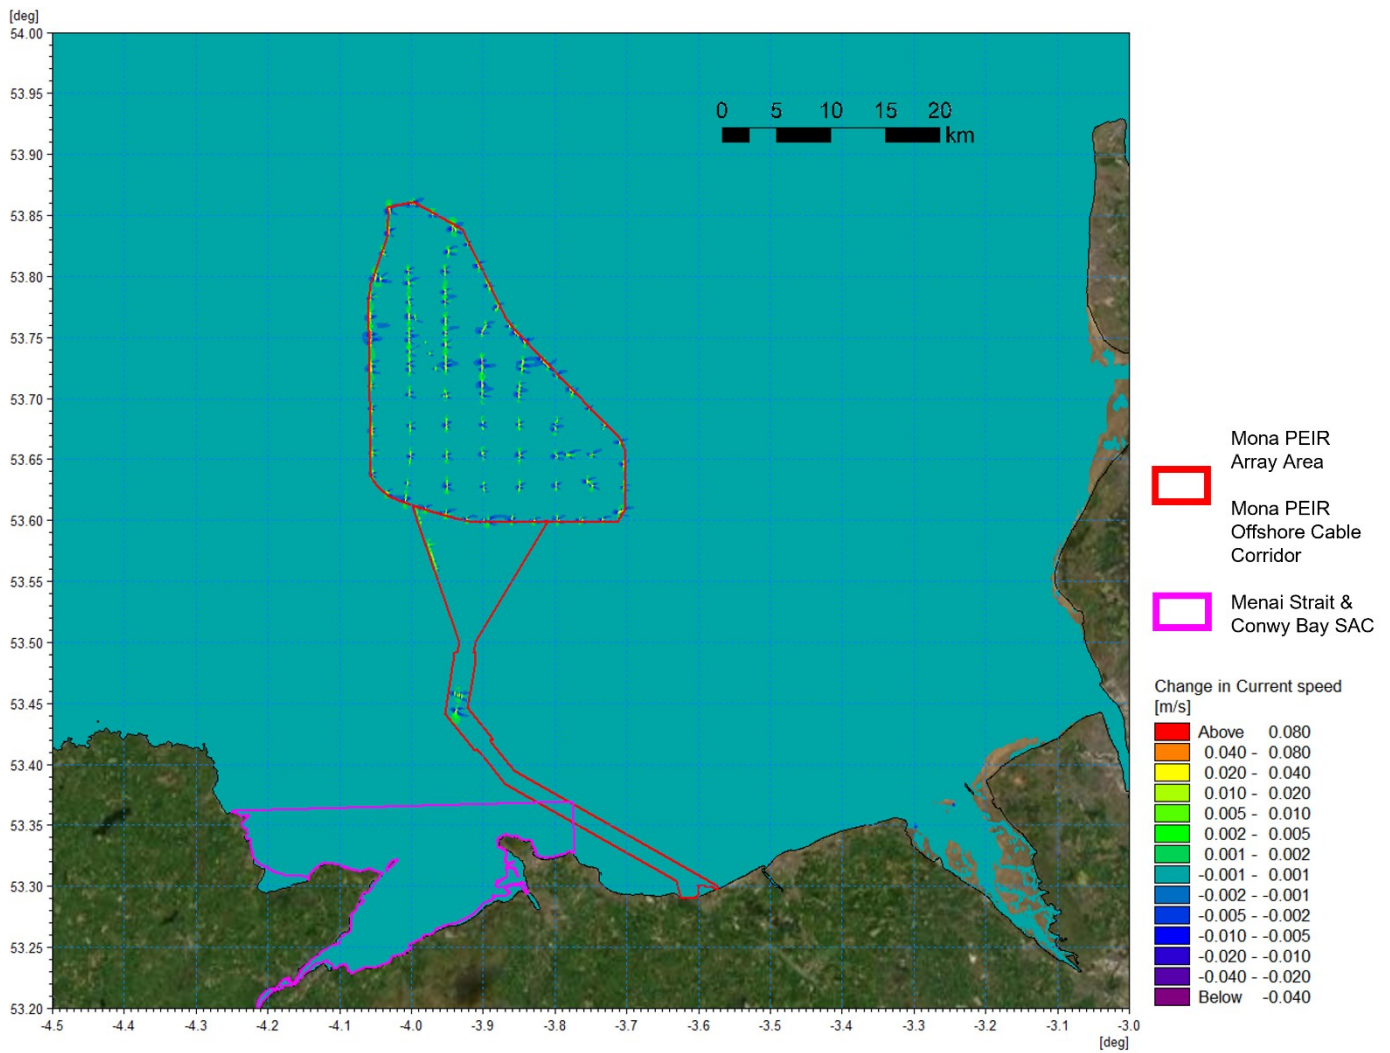 [deg]
54.00
53.95
53.90
53.85
53.80
53.75
53.70
53.65
53.60
53.55
53.50
53.45
53.40
53.35
53.30
53.25
53.20
-4.5 -4.4 -4.3 -4.2 -4.1 -4.0 -3.9 -3.8 -3.7 -3.6 -3.5 -3.4 -3.3 -3.2 -3.1 -3.0
[deg]
0 5 10 15 20
km
Mona PEIR
Array Area
Mona PEIR
Offshore Cable
Corridor
Menai Strait &
Conwy Bay SAC
Change in Current speed
[m/s]
Above 0.080
0.040 - 0.080
0.020 - 0.040
0.010 - 0.020
0.005 - 0.010
0.002 - 0.005
0.001 - 0.002
-0.001 - 0.001
-0.002 - -0.001
-0.005 - -0.002
-0.010 - -0.005
-0.020 - -0.010
-0.040 - -0.020
Below -0.040